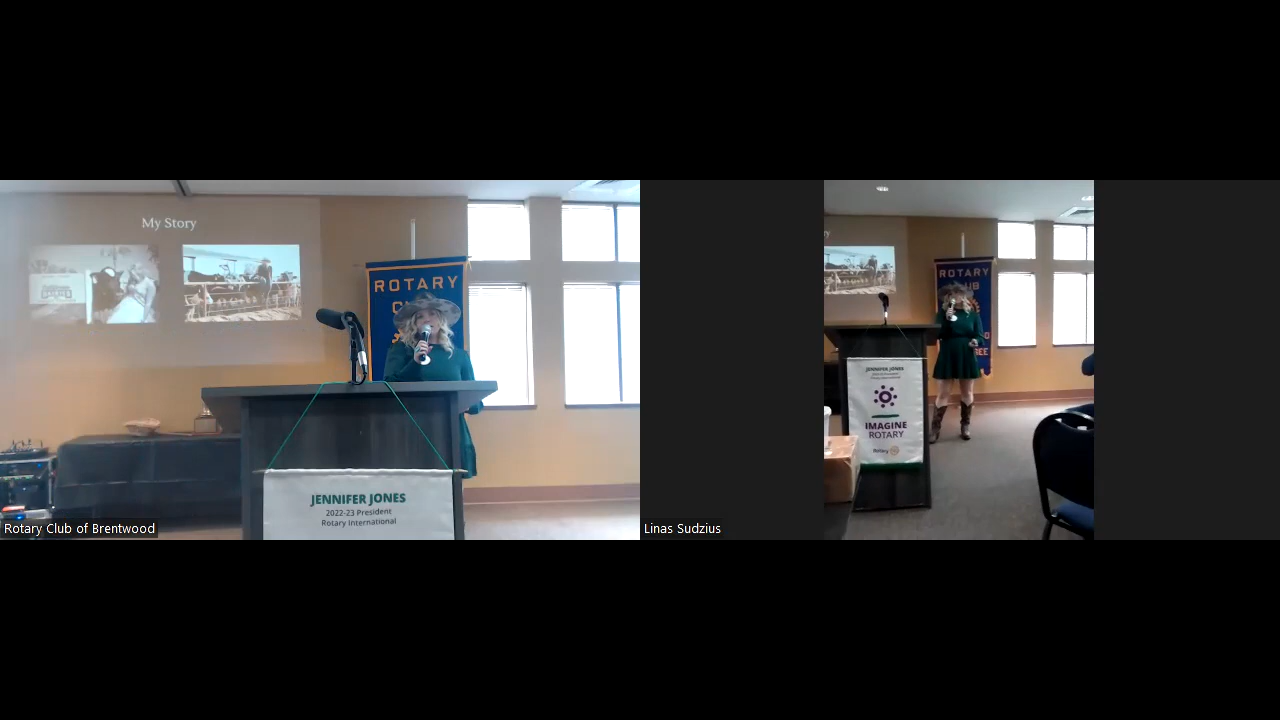 My Story
ROTARY
JENNIFER JONES
2022-23 President
Rotary International
Rotary Club of Brentwood
ROTARY
JENNIFER JONES
IMAGINE
ROTARY
Rotary
Linas Sudzius